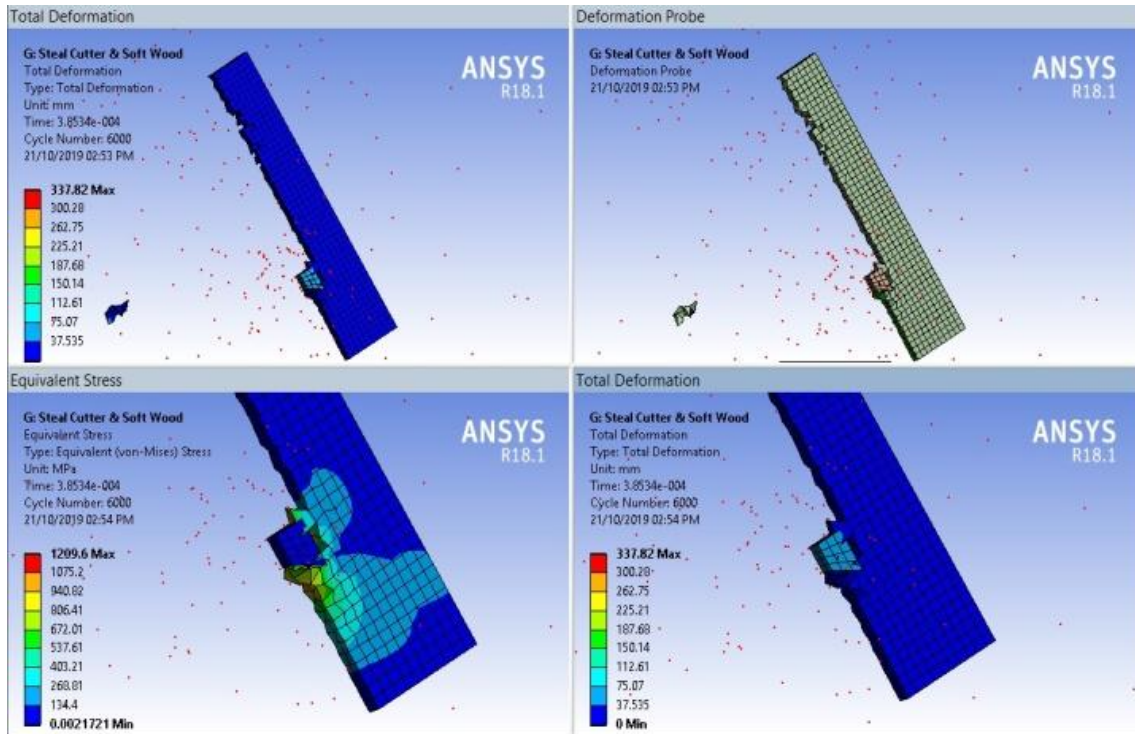 Total Deformation
G: Steal Cutter & Soft Wood
Total Deformation
Type: Total Deformation
Unit: mm
Time: 3.8534e-004
Cycle Number: 6000
21/10/2019 02:53 PM
337.82 Max
300.28
262.75
225.21
187.68
150.14
112.61
75.07
37.535
ANSYS
R18.1
Deformation Probe
G: Steal Cutter & Soft Wood
Deformation Probe
21/10/2019 02:53 PM
ANSYS
R18.1
Equivalent Stress
G: Steal Cutter & Soft Wood
Equivalent Stress
Type: Equivalent (von-Mises) Stress
Unit: MPa
Time: 3.8534e-004
Cycle Number: 6000
21/10/2019 02:54 PM
1209.6 Max
1075.2
940.82
806.41
672.01
537.61
403.21
268.81
134.4
0.0021721 Min
ANSYS
R18.1
Total Deformation
G: Steal Cutter & Soft Wood
Total Deformation
Type: Total Deformation
Unit: mm
Time: 3.8534e-004
Cycle Number: 6000
21/10/2019 02:54 PM
337.82 Max
300.28
262.75
225.21
187.68
150.14
112.61
75.07
37.535
0 Min
ANSYS
R18.1